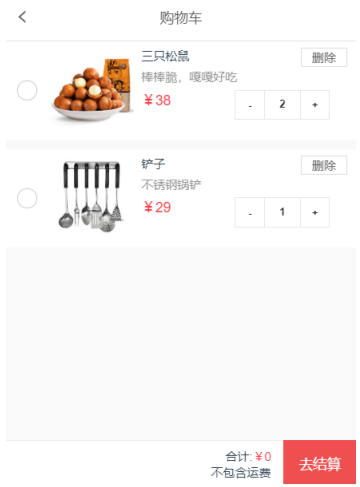 购物车
三只松鼠
删除
棒棒脆，嘎嘎好吃
￥38
- 2 +
铲子
删除
不锈钢锅铲
￥29
- 1 +
合计: ￥0
不包含运费
去结算